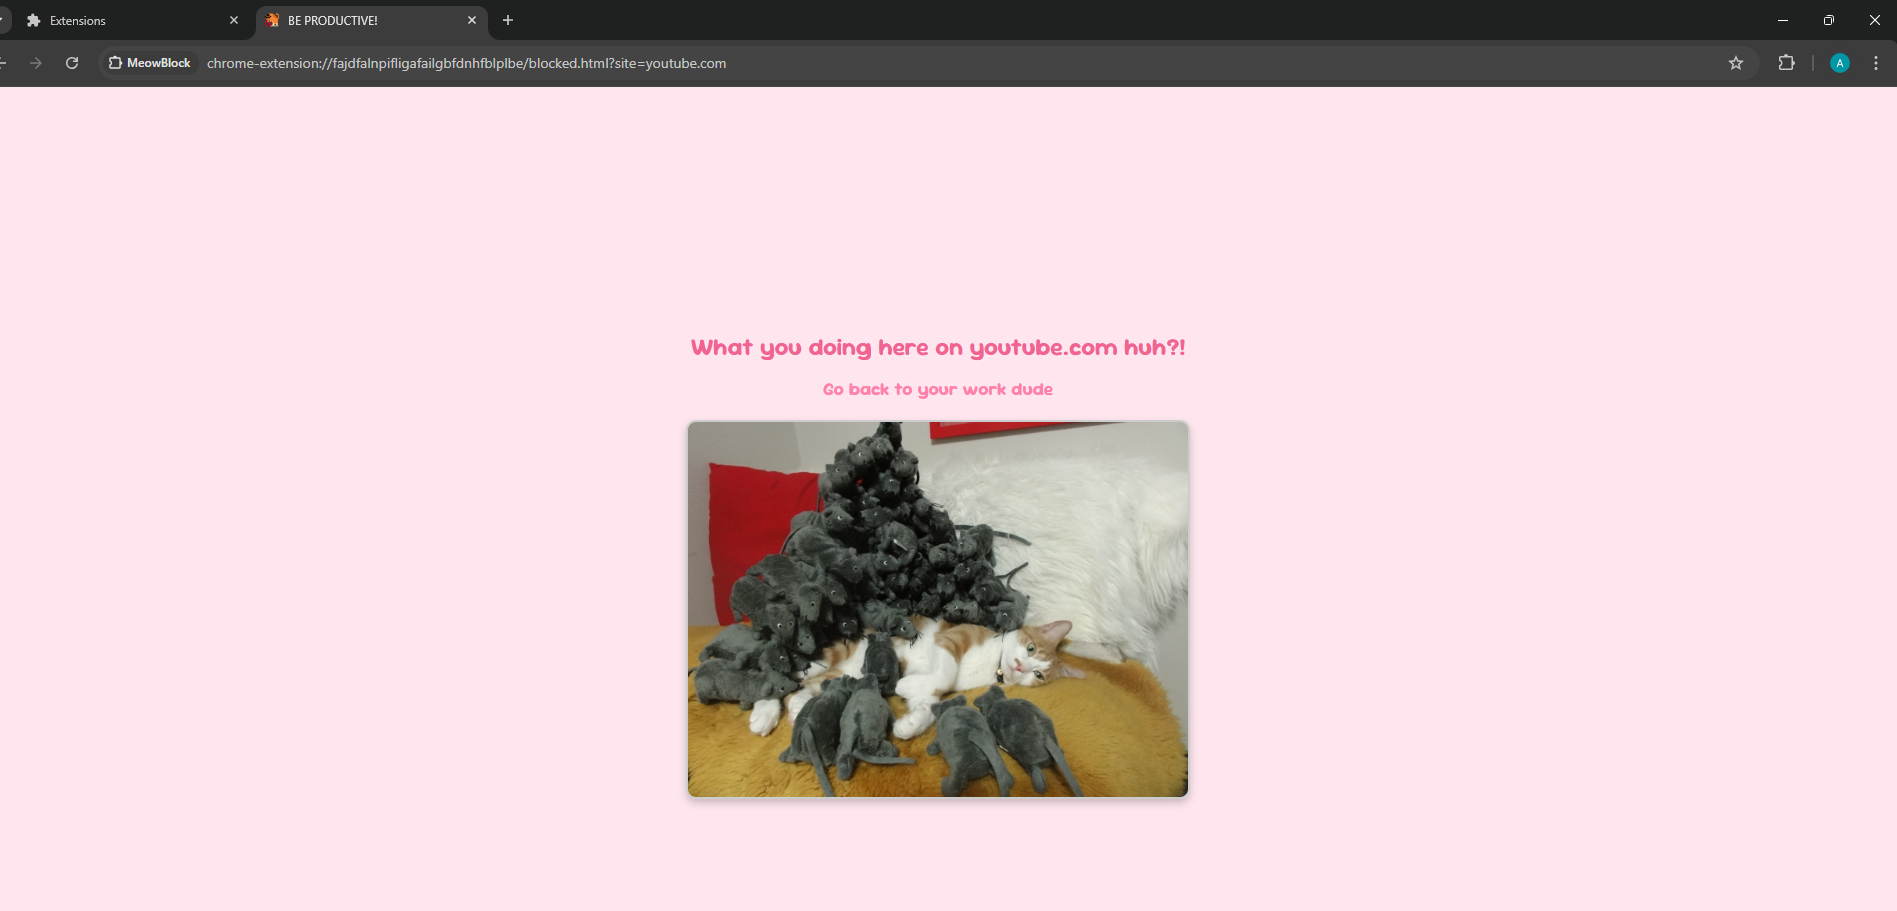 Extensions
BE PRODUCTIVE!
MeowBlock
chrome-extension://fajdfalnpifligafailgbfdnhfblplbe/blocked.html?site=youtube.com
A
What you doing here on youtube.com huh?!
Go back to your work dude